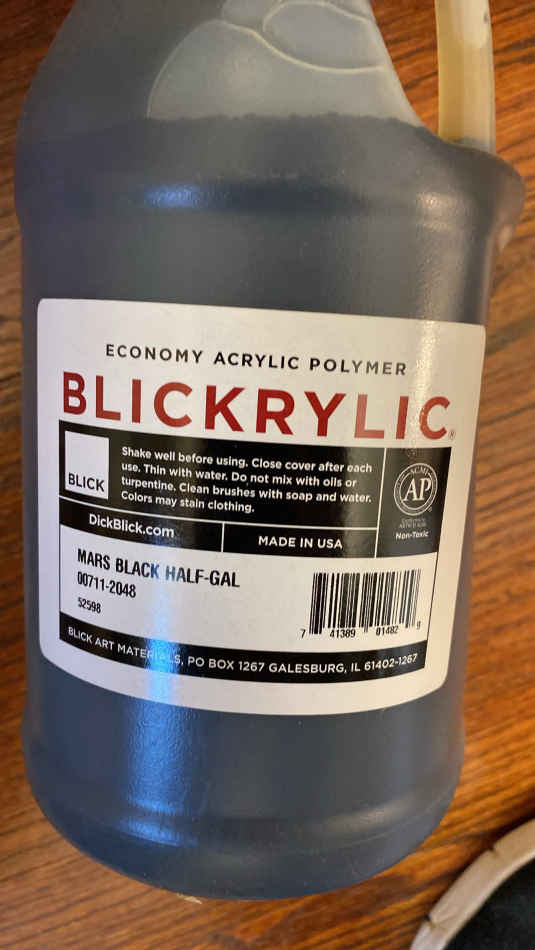 ECONOMY ACRYLIC POLYMER
BLICKRYLIC®
BLICK
Shake well before using. Close cover after each
use. Thin with water. Do not mix with oils or
turpentine. Clean brushes with soap and water.
Colors may stain clothing.
ACMI
AP
Non-Toxic
DickBlick.com
MADE IN USA
MARS BLACK HALF-GAL
00711-2048
52598
7 41389 01482 9
BLICK ART MATERIALS, PO BOX 1267 GALESBURG, IL 61402-1267